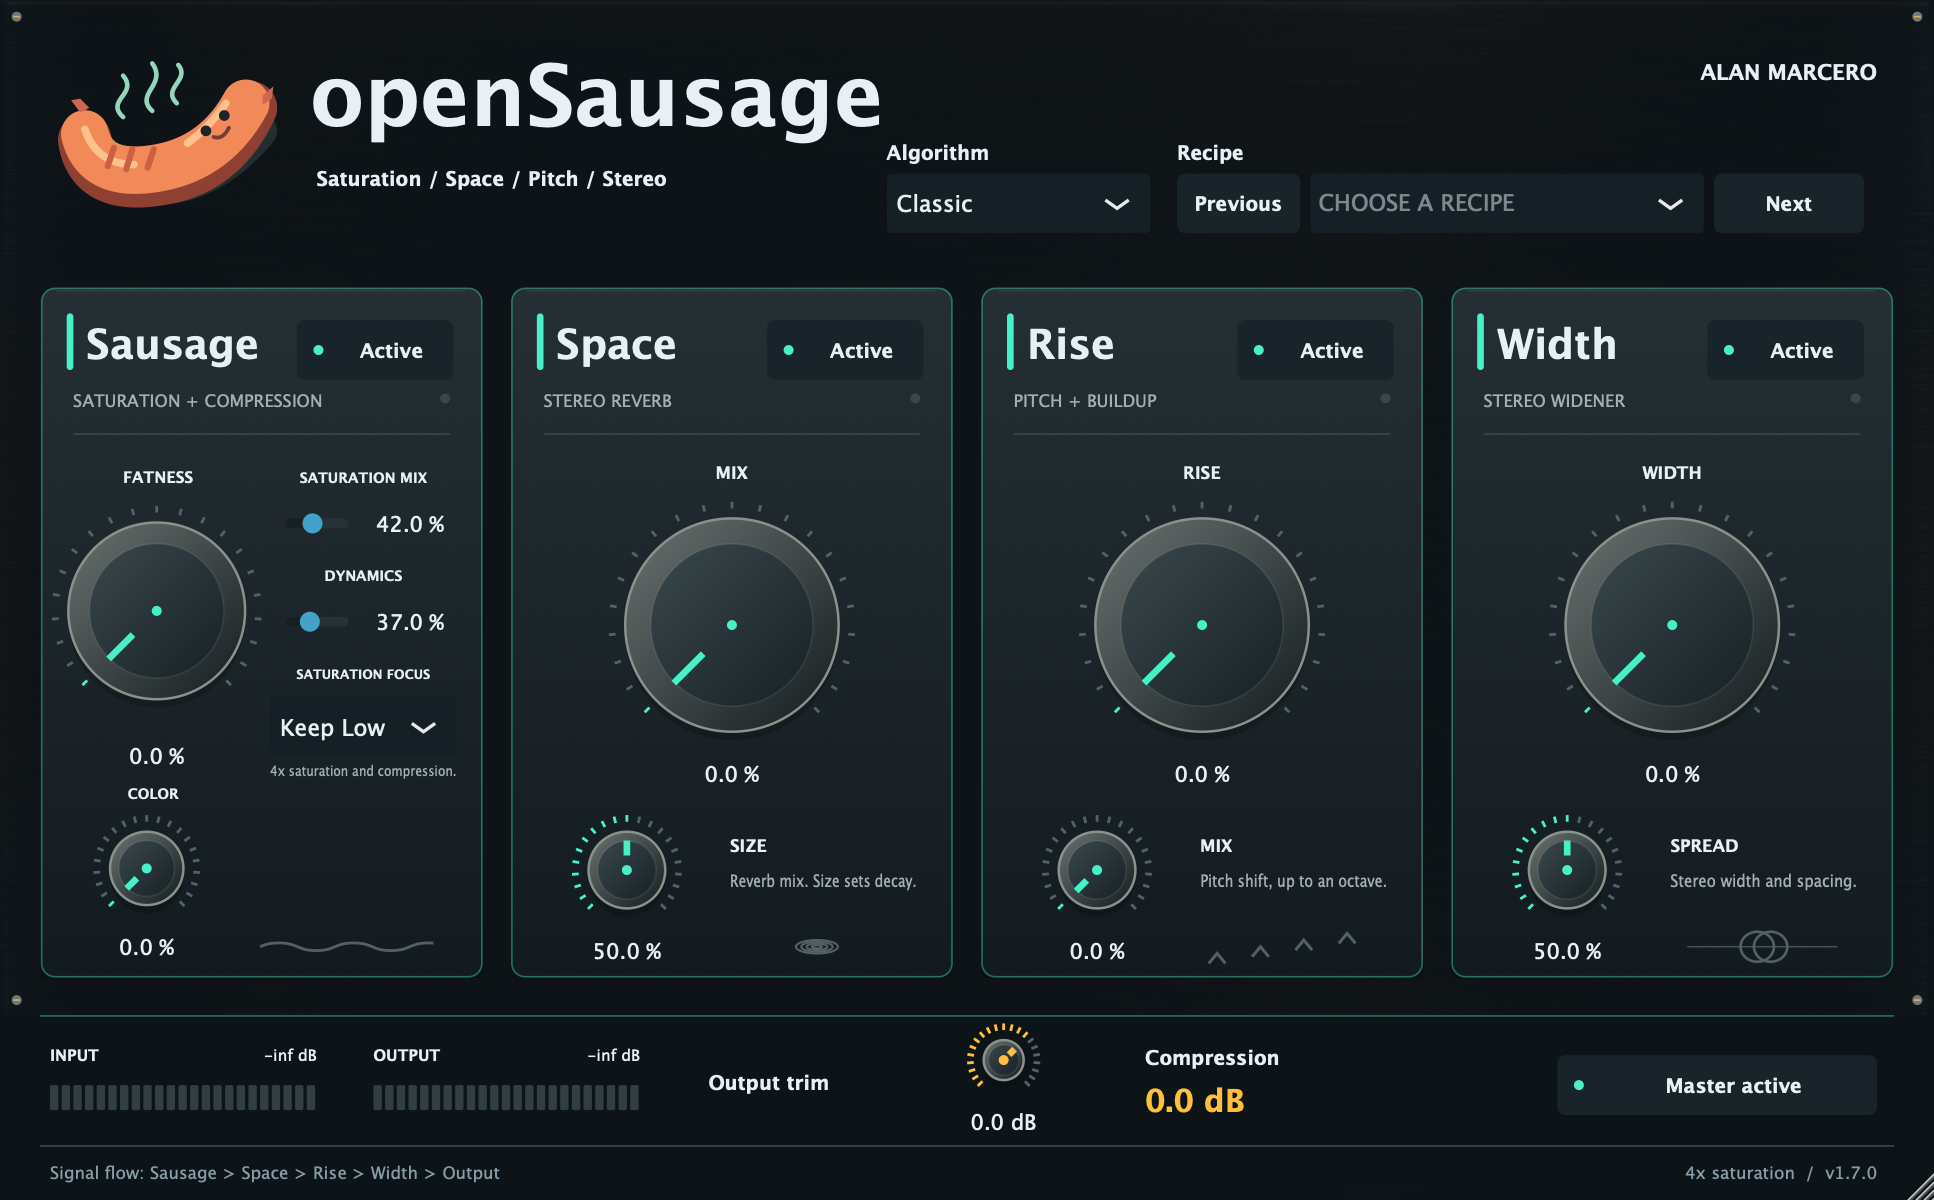 openSausage
ALAN MARCERO
Saturation / Space / Pitch / Stereo
Algorithm
Recipe
Classic
Previous
CHOOSE A RECIPE
Next
Sausage
Active
SATURATION + COMPRESSION
FATNESS
SATURATION MIX
42.0 %
DYNAMICS
37.0 %
SATURATION FOCUS
Keep Low
4x saturation and compression.
0.0 %
COLOR
0.0 %
Space
Active
STEREO REVERB
MIX
0.0 %
SIZE
Reverb mix. Size sets decay.
50.0 %
Rise
Active
PITCH + BUILDUP
RISE
0.0 %
MIX
Pitch shift, up to an octave.
0.0 %
Width
Active
STEREO WIDENER
WIDTH
0.0 %
SPREAD
Stereo width and spacing.
50.0 %
INPUT
-inf dB
OUTPUT
-inf dB
Output trim
0.0 dB
Compression
0.0 dB
Master active
Signal flow: Sausage > Space > Rise > Width > Output
4x saturation / v1.7.0